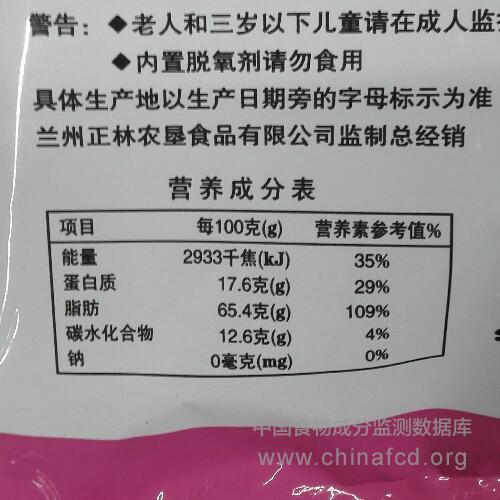 警告：◆老人和三岁以下儿童请在成人监
◆内置脱氧剂请勿食用
具体生产地以生产日期旁的字母标示为准
兰州正林农垦食品有限公司监制总经销
营养成分表
项目 每100克(g) 营养素参考值%
能量 2933千焦(kJ) 35%
蛋白质 17.6克(g) 29%
脂肪 65.4克(g) 109%
碳水化合物 12.6克(g) 4%
钠 0毫克(mg) 0%
中国食物成分监测数据库
www.chinafcd.org